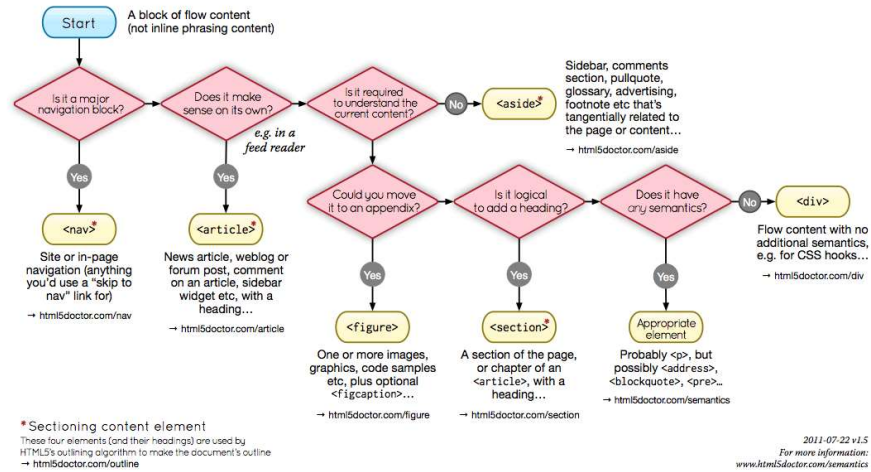 Start
A block of flow content
(not inline phrasing content)
Is it a major
navigation block?
Does it make
sense on its own?
e.g. in a
feed reader
Is it required
to understand the
current content?
No
<aside>*
Sidebar, comments
section, pullquote,
glossary, advertising,
footnote etc that's
tangentially related to
the page or content…
→ html5doctor.com/aside
Yes
<nav>*
Site or in-page
navigation (anything
you'd use a “skip to
nav” link for)
→ html5doctor.com/nav
Yes
<article>*
News article, weblog or
forum post, comment
on an article, sidebar
widget etc, with a
heading…
→ html5doctor.com/article
Could you move
it to an appendix?
Yes
<figure>
One or more images,
graphics, code samples
etc, plus optional
<figcaption>…
→ html5doctor.com/figure
Is it logical
to add a heading?
Yes
<section>*
A section of the page,
or chapter of an
<article>, with a
heading…
→ html5doctor.com/section
Does it have
any semantics?
No
<div>
Flow content with no
additional semantics,
e.g. for CSS hooks…
→ html5doctor.com/div
Yes
Appropriate
element
Probably <p>, but
possibly <address>,
<blockquote>, <pre>…
→ html5doctor.com/semantics
*Sectioning content element
These four elements (and their headings) are used by
HTML5's outlining algorithm to make the document's outline
→ html5doctor.com/outline
2011-07-22 v1.5
For more information:
www.html5doctor.com/semantics